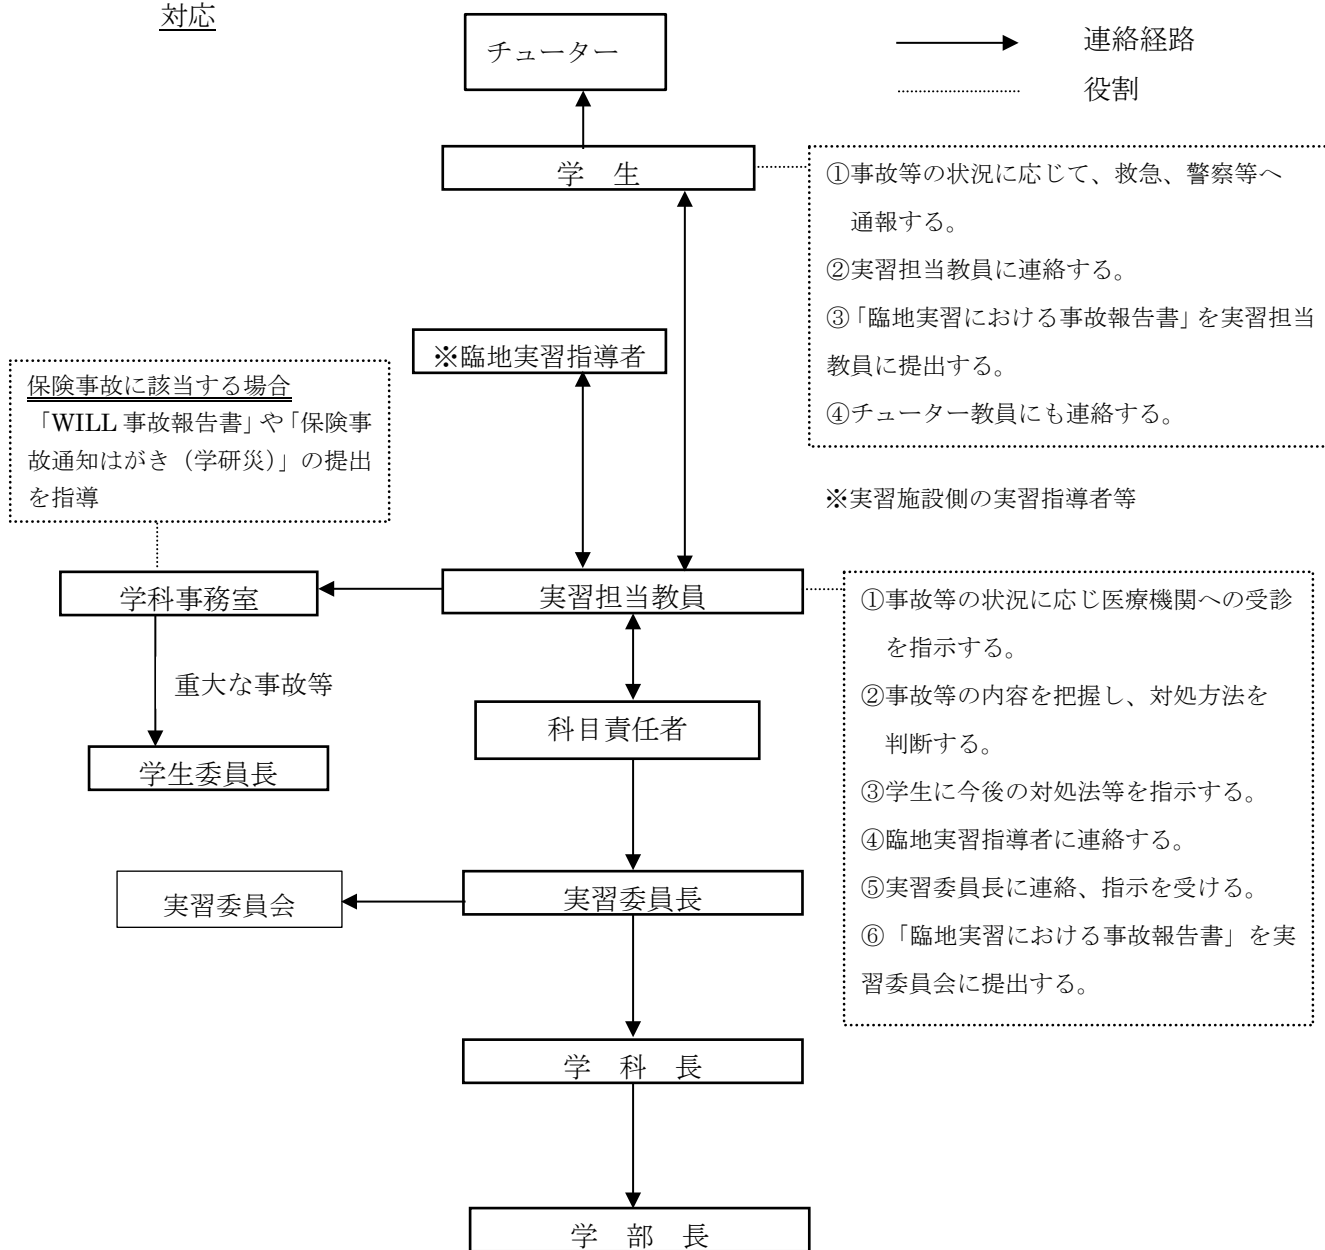 対応
チューター
連絡経路
役割
学　生
①事故等の状況に応じて、救急、警察等へ
通報する。
②実習担当教員に連絡する。
③「臨地実習における事故報告書」を実習担当
教員に提出する。
④チューター教員にも連絡する。
※臨地実習指導者
保険事故に該当する場合
「WILL 事故報告書」や「保険事
故通知はがき（学研災）」の提出
を指導
※実習施設側の実習指導者等
学科事務室
実習担当教員
①事故等の状況に応じ医療機関への受診
を指示する。
②事故等の内容を把握し、対処方法を
判断する。
③学生に今後の対処法等を指示する。
④臨地実習指導者に連絡する。
⑤実習委員長に連絡、指示を受ける。
⑥「臨地実習における事故報告書」を実
習委員会に提出する。
重大な事故等
科目責任者
学生委員長
実習委員会
実習委員長
学　科　長
学　部　長